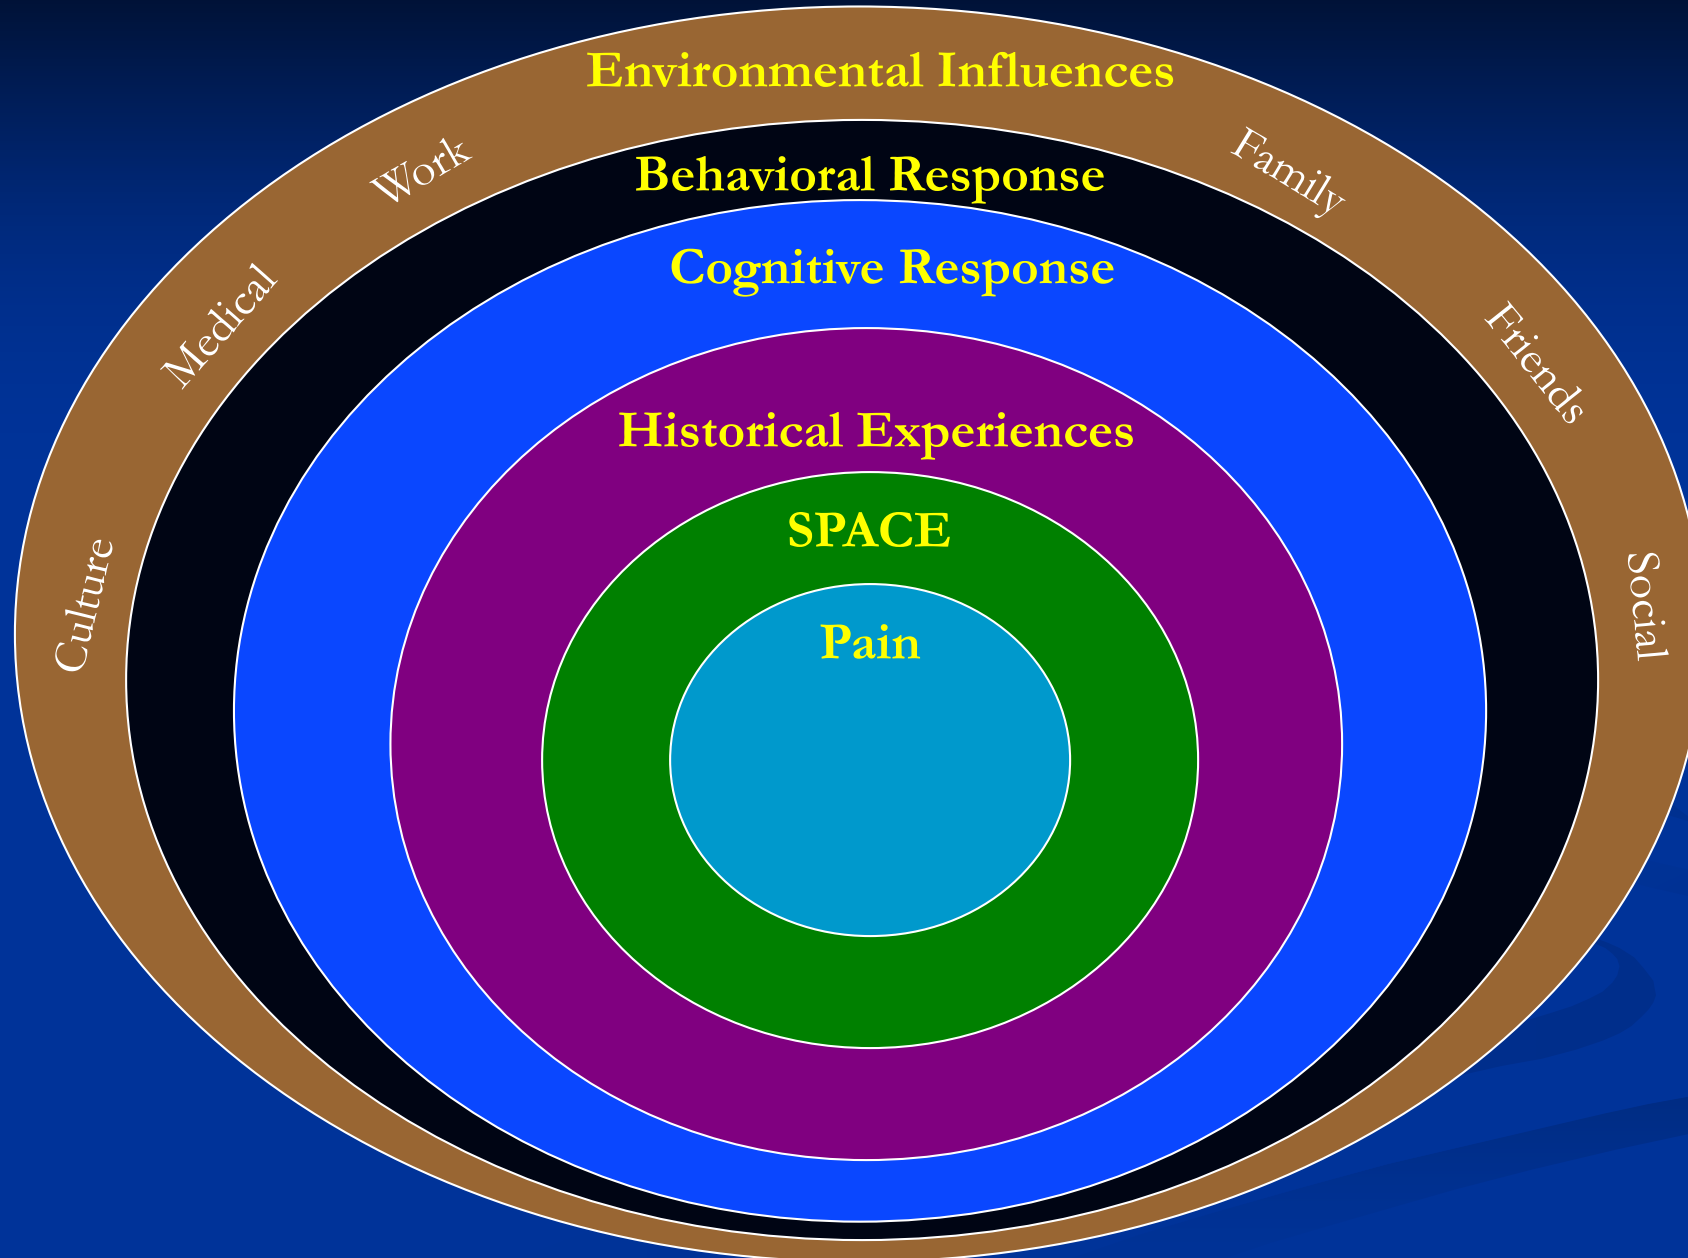 Environmental Influences
Work
Family
Behavioral Response
Cognitive Response
Medical
Friends
Historical Experiences
SPACE
Culture
Social
Pain